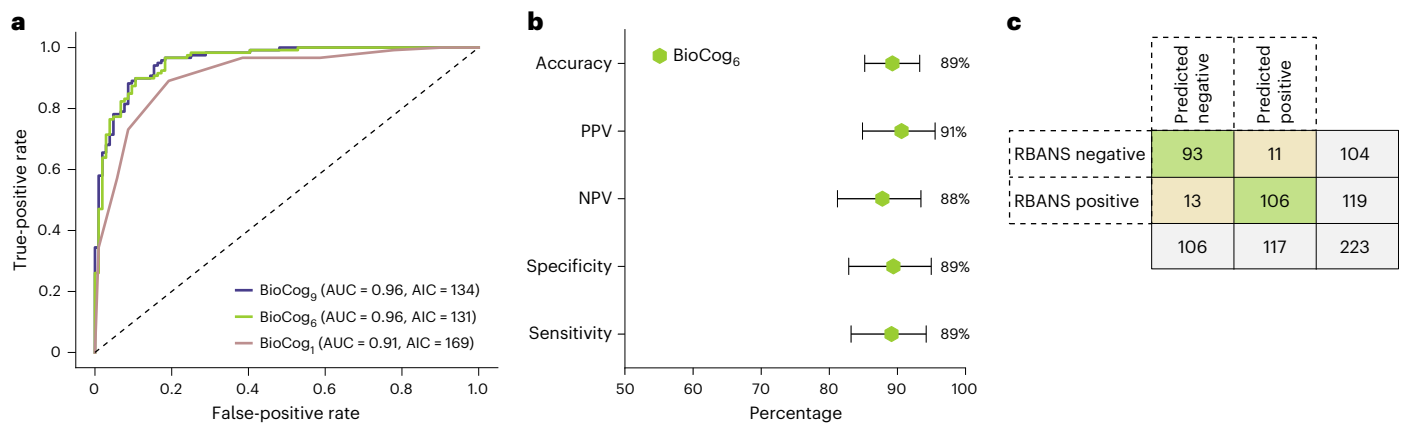 a
1.0
0.8
0.6
0.4
0.2
0
True-positive rate
BioCog₉ (AUC = 0.96, AIC = 134)
BioCog₆ (AUC = 0.96, AIC = 131)
BioCog₁ (AUC = 0.91, AIC = 169)
0 0.2 0.4 0.6 0.8 1.0
False-positive rate
b
BioCog₆
Accuracy 89%
PPV 91%
NPV 88%
Specificity 89%
Sensitivity 89%
50 60 70 80 90 100
Percentage
c
Predicted
negative
Predicted
positive
RBANS negative 93 11 104
RBANS positive 13 106 119
106 117 223